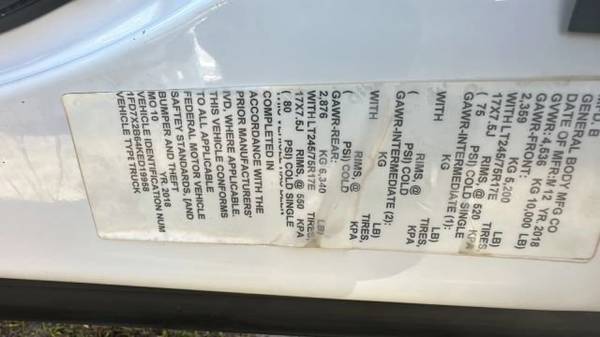 MFD. B
GENERAL BODY MFG CO
DATE OF MFR:M 12 YR. 2018
GVWR: 4,536 KG 10,000 LB)
GAWR-FRONT:
2,359 KG 5,200 LB)
WITH LT245/75R17E TIRES,
17X7.5J RIMS, @ 520 KPA
( 75 PSI) COLD SINGLE
GAWR-INTERMEDIATE (1):
KG LB)
WITH TIRES,
RIMS, @ KPA
( PSI) COLD
GAWR-INTERMEDIATE (2):
KG LB)
WITH TIRES,
RIMS, @ KPA
( PSI) COLD
GAWR-REAR:
2,876 KG 6,340 LB)
WITH LT245/75R17E TIRES,
17X7.5J RIMS, @ 550 KPA
( 80 PSI) COLD SINGLE
COMPLETED IN
ACCORDANCE WITH THE
PRIOR MANUFACTURERS'
IVD, WHERE APPLICABLE.
THIS VEHICLE CONFORMS
TO ALL APPLICABLE
FEDERAL MOTOR VEHICLE
SAFTEY STANDARDS, [AND
BUMPER AND THEFT
MO 10 YR. 2018
VEHICLE IDENTIFICATION NUM
1FD7X2B64KED19958
VEHICLE TYPE TRUCK